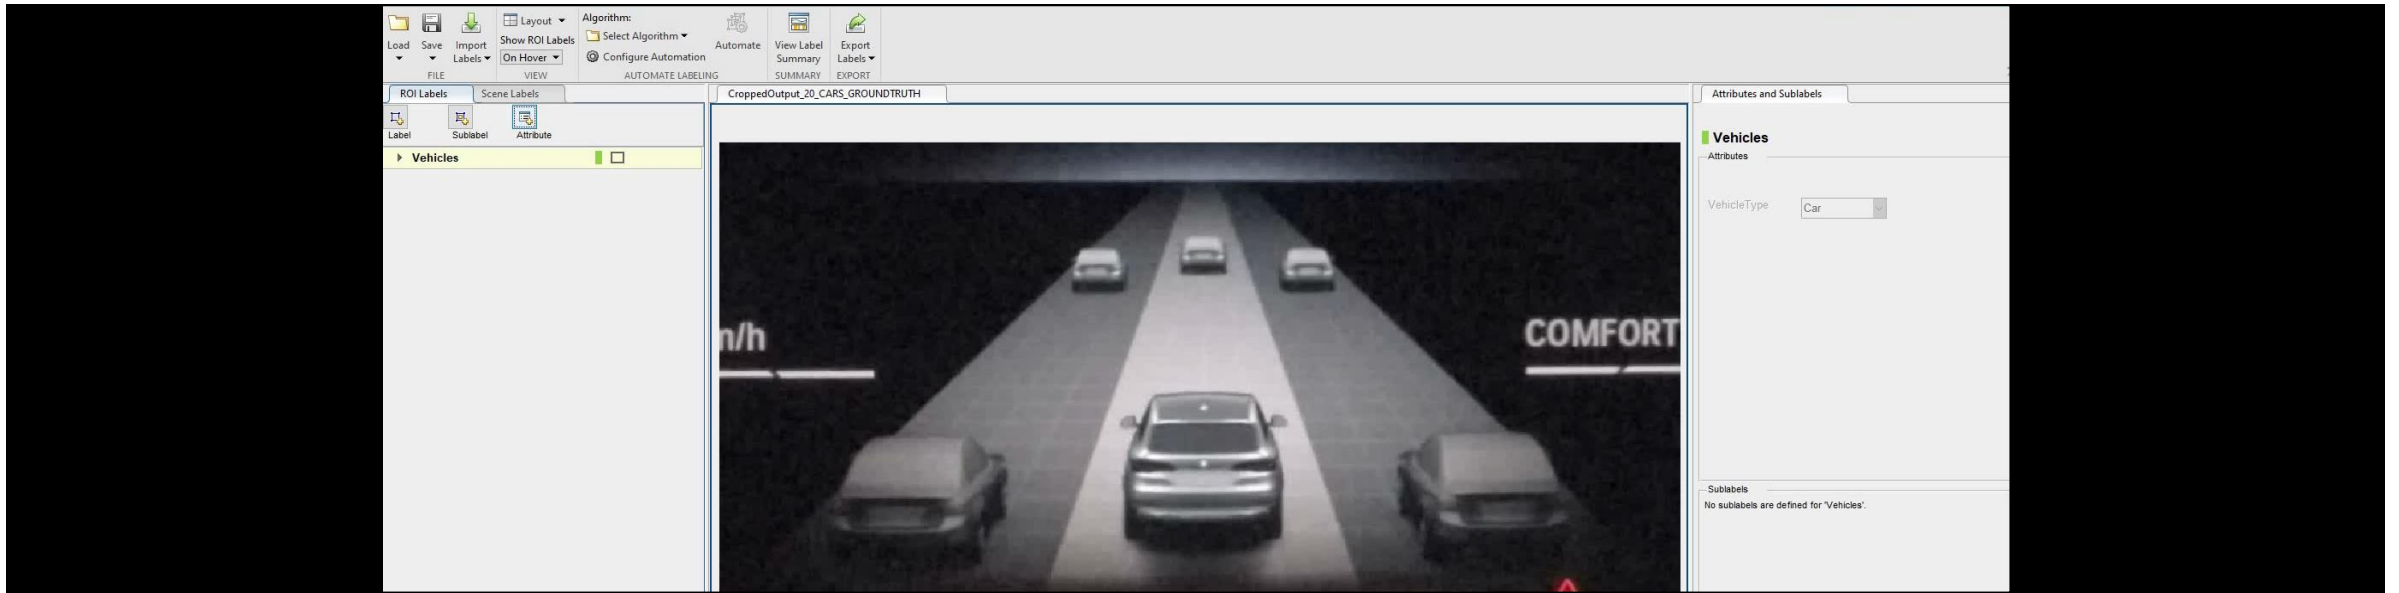 Load
Save
Import Labels
FILE
Layout
Show ROI Labels
On Hover
VIEW
Algorithm:
Select Algorithm
Configure Automation
Automate
AUTOMATE LABELING
View Label Summary
SUMMARY
Export Labels
EXPORT
ROI Labels
Scene Labels
Label
Sublabel
Attribute
Vehicles
CroppedOutput_20_CARS_GROUNDTRUTH
COMFORT
Attributes and Sublabels
Vehicles
Attributes
VehicleType
Car
Sublabels
No sublabels are defined for 'Vehicles'.